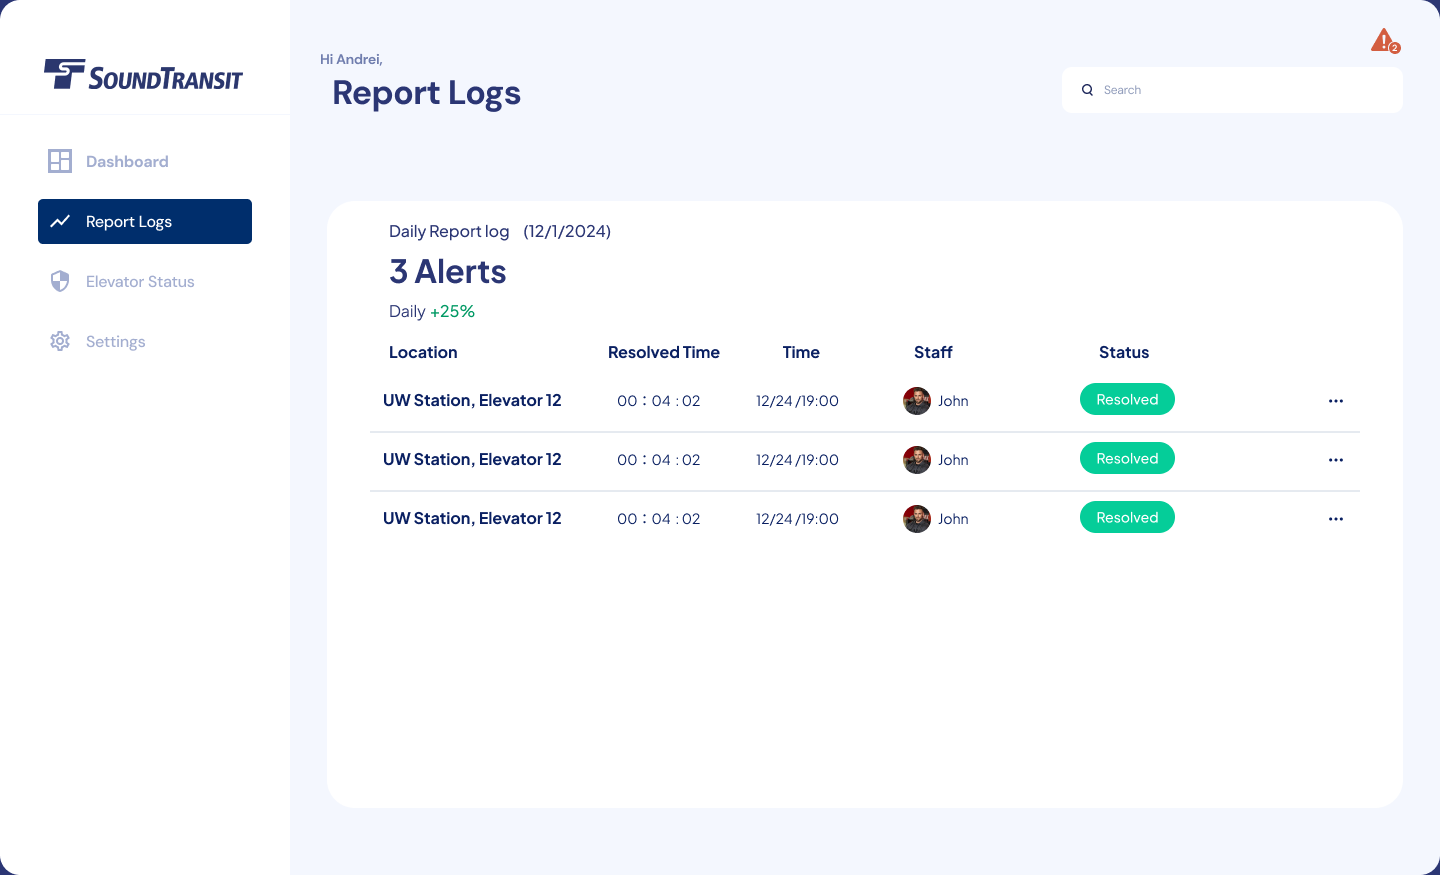 SOUNDTRANSIT
Dashboard
Report Logs
Elevator Status
Settings
Hi Andrei,
Report Logs
2
Search
Daily Report log (12/1/2024)
3 Alerts
Daily +25%
Location Resolved Time Time Staff Status
UW Station, Elevator 12 00 : 04 : 02 12/24 /19:00 John Resolved ...
UW Station, Elevator 12 00 : 04 : 02 12/24 /19:00 John Resolved ...
UW Station, Elevator 12 00 : 04 : 02 12/24 /19:00 John Resolved ...